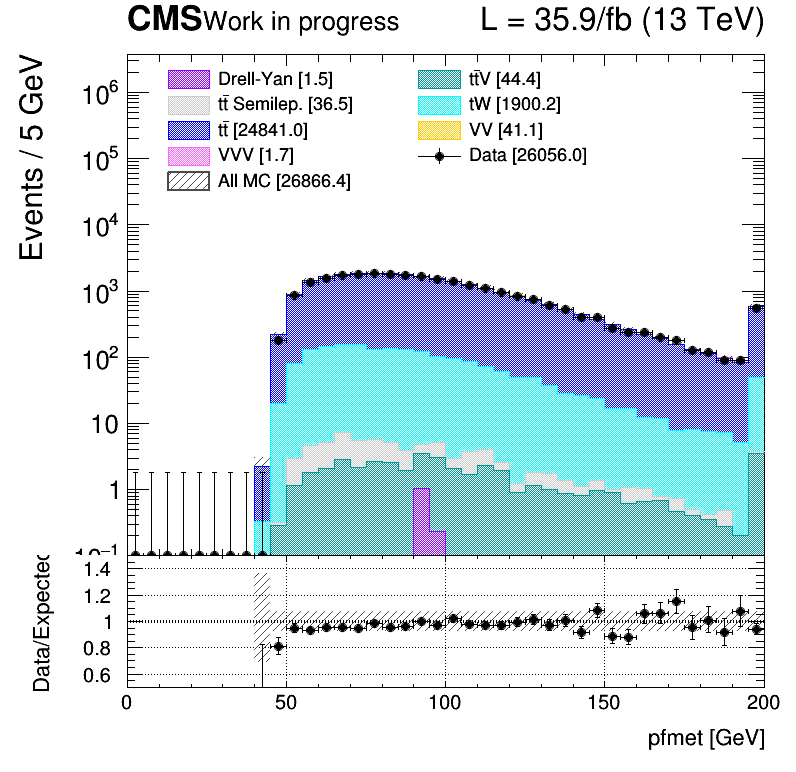 CMS Work in progress L = 35.9/fb (13 TeV)
Events / 5 GeV
Drell-Yan [1.5]
tt̄ Semilep. [36.5]
tt̄ [24841.0]
VVV [1.7]
All MC [26866.4]
tt̄V [44.4]
tW [1900.2]
VV [41.1]
Data [26056.0]
10⁶
10⁵
10⁴
10³
10²
10
1
10⁻¹
Data/Expected
1.4
1.2
1
0.8
0.6
0 50 100 150 200
pfmet [GeV]